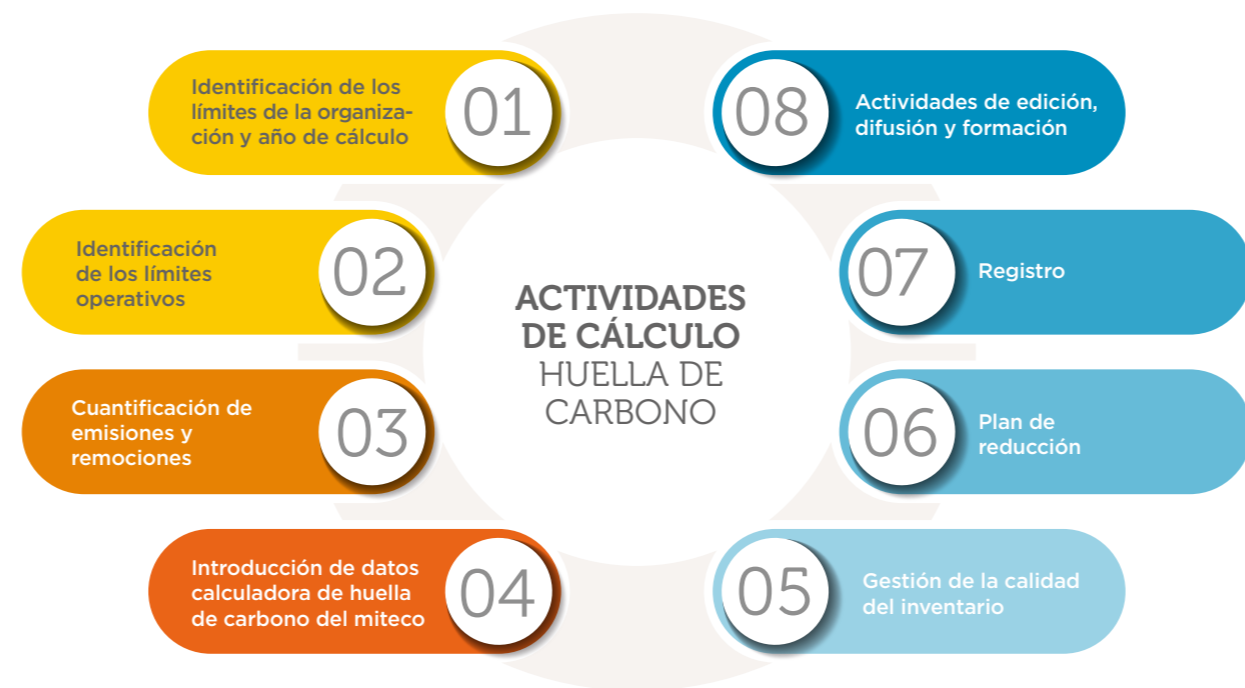 01
Identificación de los
límites de la organiza-
ción y año de cálculo
02
Identificación
de los límites
operativos
03
Cuantificación de
emisiones y
remociones
04
Introducción de datos
calculadora de huella
de carbono del miteco
ACTIVIDADES
DE CÁLCULO
HUELLA DE
CARBONO
05
Gestión de la calidad
del inventario
06
Plan de
reducción
07
Registro
08
Actividades de edición,
difusión y formación